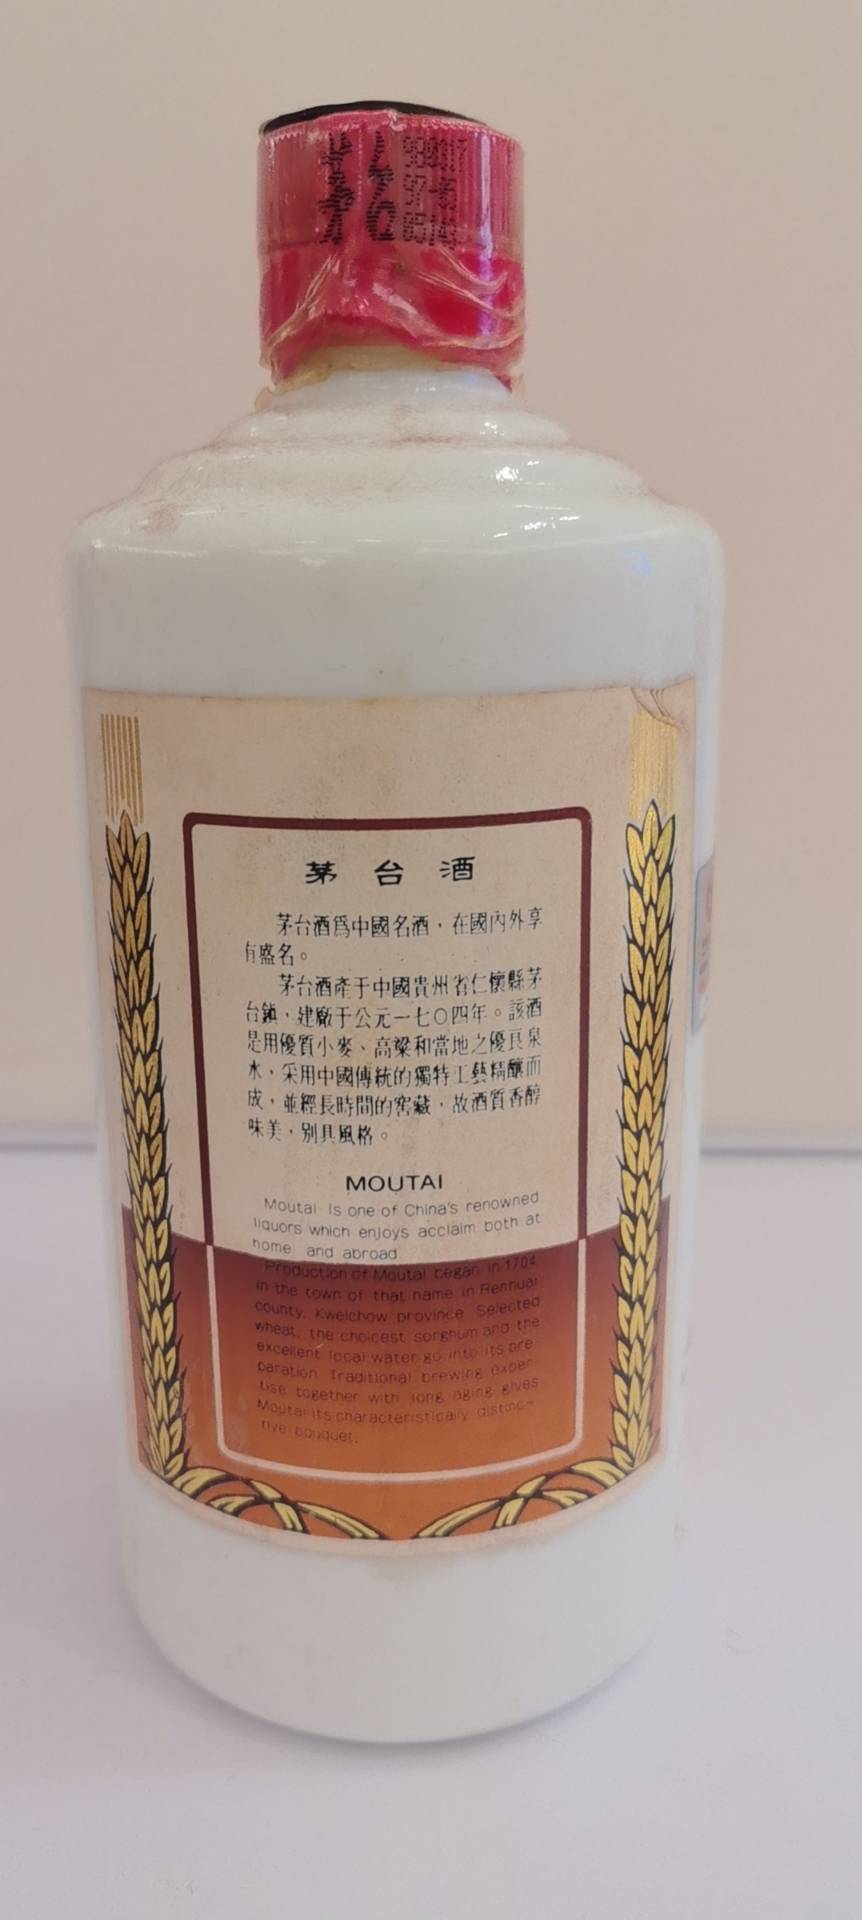 茅台
97-
茅台酒
茅台酒爲中國名酒，在國內外享
有盛名。
茅台酒產于中國貴州省仁懷縣茅
台鎮，建廠于公元一七〇四年。該酒
是用優質小麥、高粱和當地之優良泉
水，采用中國傳統的獨特工藝精釀而
成，並經長時間的窖藏，故酒質香醇
味美，別具風格。
MOUTAI
Moutai is one of China's renowned
liquors which enjoys acclaim both at
home and abroad.
Production of Moutai began in 1704
in the town of that name in Renhuai
county, Kweichow province. Selected
wheat, the choicest sorghum and the
excellent local water go into its pre-
paration. Traditional brewing exper-
tise together with long aging gives
Moutai its characteristically distinc-
tive bouquet.